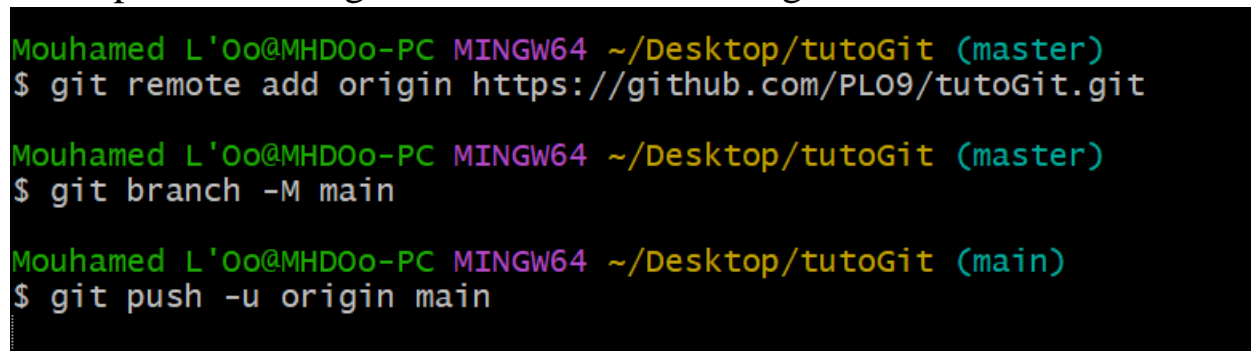 Mouhamed L'Oo@MHDOo-PC MINGW64 ~/Desktop/tutoGit (master)
$ git remote add origin https://github.com/PLO9/tutoGit.git
Mouhamed L'Oo@MHDOo-PC MINGW64 ~/Desktop/tutoGit (master)
$ git branch -M main
Mouhamed L'Oo@MHDOo-PC MINGW64 ~/Desktop/tutoGit (main)
$ git push -u origin main